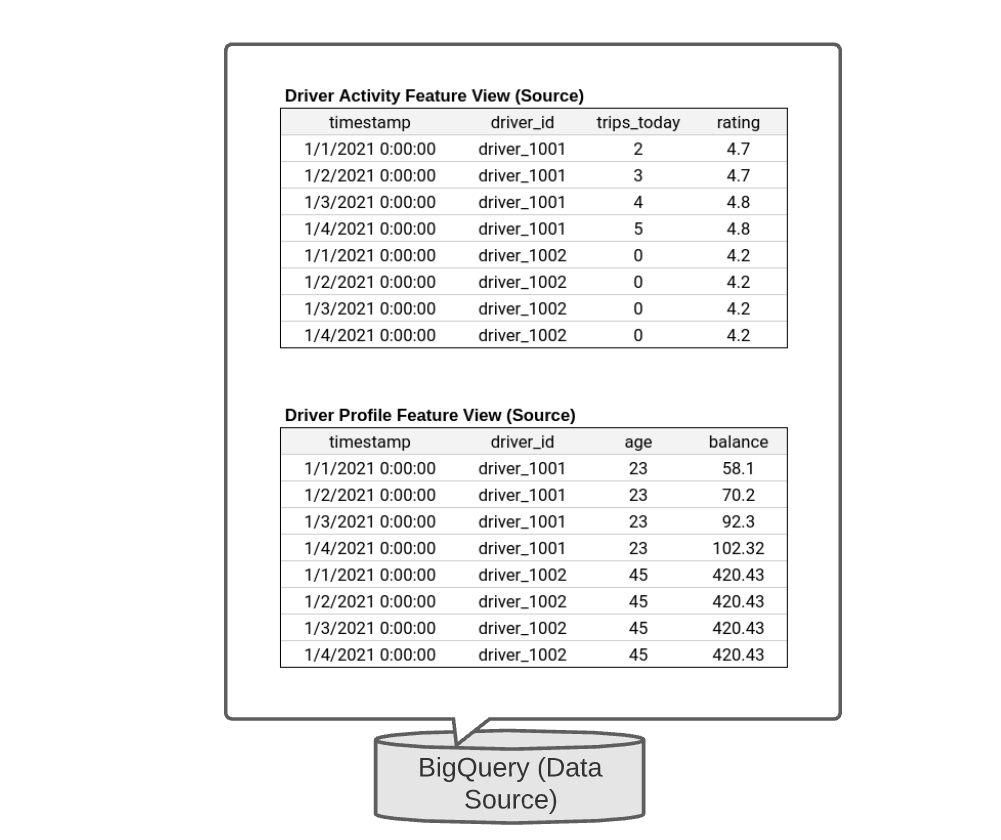 Driver Activity Feature View (Source)
timestamp driver_id trips_today rating
1/1/2021 0:00:00 driver_1001 2 4.7
1/2/2021 0:00:00 driver_1001 3 4.7
1/3/2021 0:00:00 driver_1001 4 4.8
1/4/2021 0:00:00 driver_1001 5 4.8
1/1/2021 0:00:00 driver_1002 0 4.2
1/2/2021 0:00:00 driver_1002 0 4.2
1/3/2021 0:00:00 driver_1002 0 4.2
1/4/2021 0:00:00 driver_1002 0 4.2
Driver Profile Feature View (Source)
timestamp driver_id age balance
1/1/2021 0:00:00 driver_1001 23 58.1
1/2/2021 0:00:00 driver_1001 23 70.2
1/3/2021 0:00:00 driver_1001 23 92.3
1/4/2021 0:00:00 driver_1001 23 102.32
1/1/2021 0:00:00 driver_1002 45 420.43
1/2/2021 0:00:00 driver_1002 45 420.43
1/3/2021 0:00:00 driver_1002 45 420.43
1/4/2021 0:00:00 driver_1002 45 420.43
BigQuery (Data
Source)